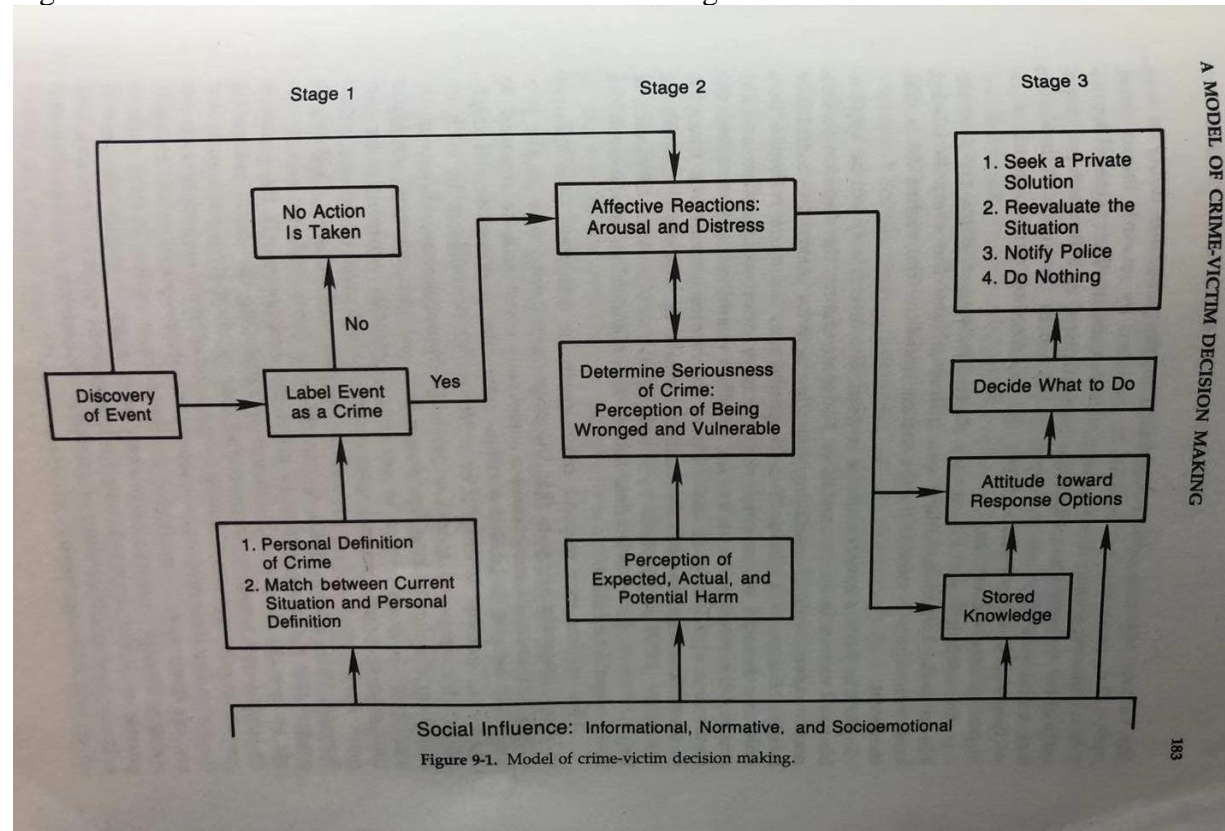 Stage 1
Stage 2
Stage 3
No Action
Is Taken
No
Discovery
of Event
Label Event
as a Crime
Yes
1. Personal Definition
of Crime
2. Match between Current
Situation and Personal
Definition
Affective Reactions:
Arousal and Distress
Determine Seriousness
of Crime:
Perception of Being
Wronged and Vulnerable
Perception of
Expected, Actual, and
Potential Harm
1. Seek a Private
Solution
2. Reevaluate the
Situation
3. Notify Police
4. Do Nothing
Decide What to Do
Attitude toward
Response Options
Stored
Knowledge
Social Influence: Informational, Normative, and Socioemotional
Figure 9-1. Model of crime-victim decision making.
A MODEL OF CRIME-VICTIM DECISION MAKING
183